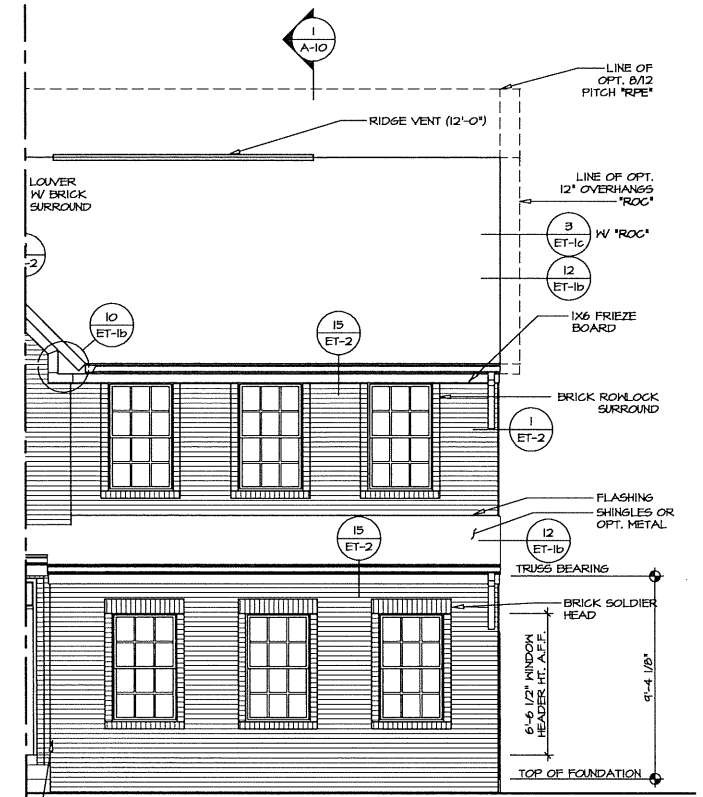 1
A-10
LINE OF
OPT. 8/12
PITCH "RPE"
RIDGE VENT (12'-0")
LOUVER
W/ BRICK
SURROUND
LINE OF OPT.
12" OVERHANGS
"ROC"
3
ET-1c
W/ "ROC"
-2
12
ET-1b
10
ET-1b
15
ET-2
1X6 FRIEZE
BOARD
BRICK ROWLOCK
SURROUND
1
ET-2
FLASHING
SHINGLES OR
OPT. METAL
15
ET-2
12
ET-1b
TRUSS BEARING
BRICK SOLDIER
HEAD
6'-6 1/2" WINDOW
HEADER HT. A.F.F.
9'-4 1/8"
TOP OF FOUNDATION